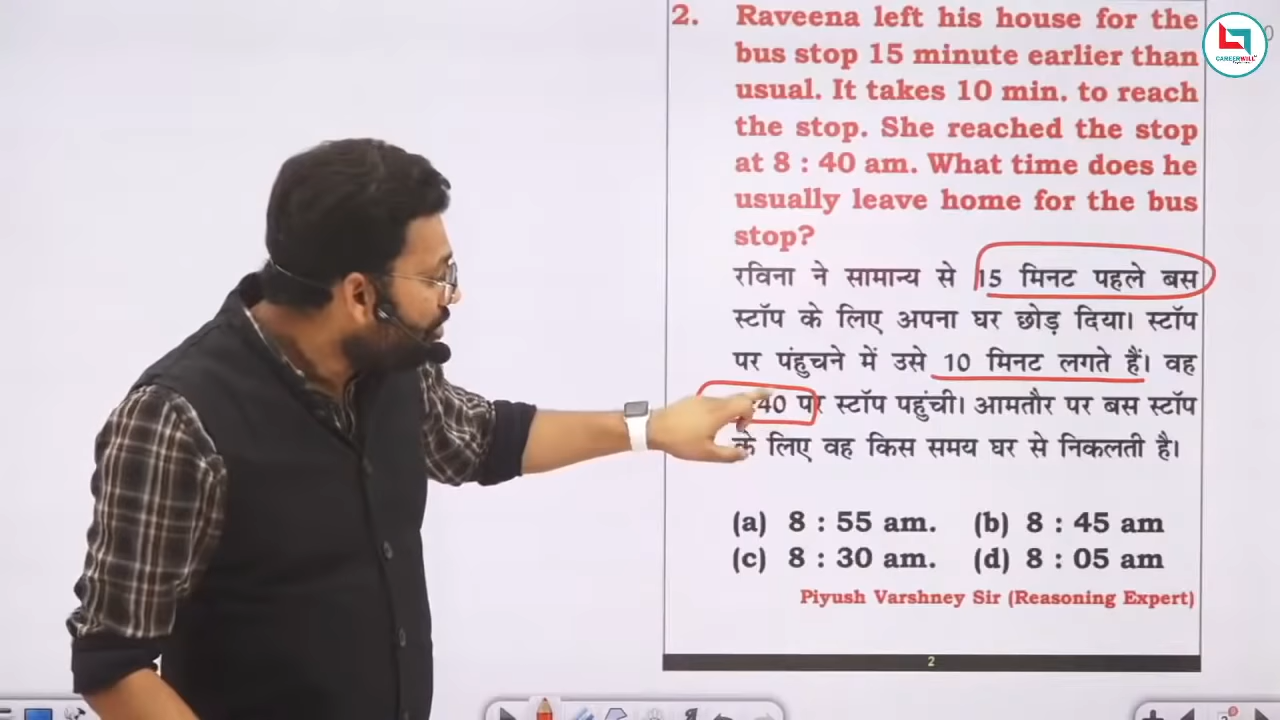 2. Raveena left his house for the
bus stop 15 minute earlier than
usual. It takes 10 min. to reach
the stop. She reached the stop
at 8 : 40 am. What time does he
usually leave home for the bus
stop?
रविना ने सामान्य से 15 मिनट पहले बस
स्टॉप के लिए अपना घर छोड़ दिया। स्टॉप
पर पंहुचने में उसे 10 मिनट लगते हैं। वह
40 पर स्टॉप पहुंची। आमतौर पर बस स्टॉप
के लिए वह किस समय घर से निकलती है।
(a) 8 : 55 am. (b) 8 : 45 am
(c) 8 : 30 am. (d) 8 : 05 am
Piyush Varshney Sir (Reasoning Expert)
2
CAREERWILL